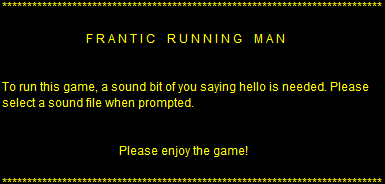 ******************************************************************************
F R A N T I C   R U N N I N G   M A N
To run this game, a sound bit of you saying hello is needed. Please
select a sound file when prompted.
Please enjoy the game!
******************************************************************************